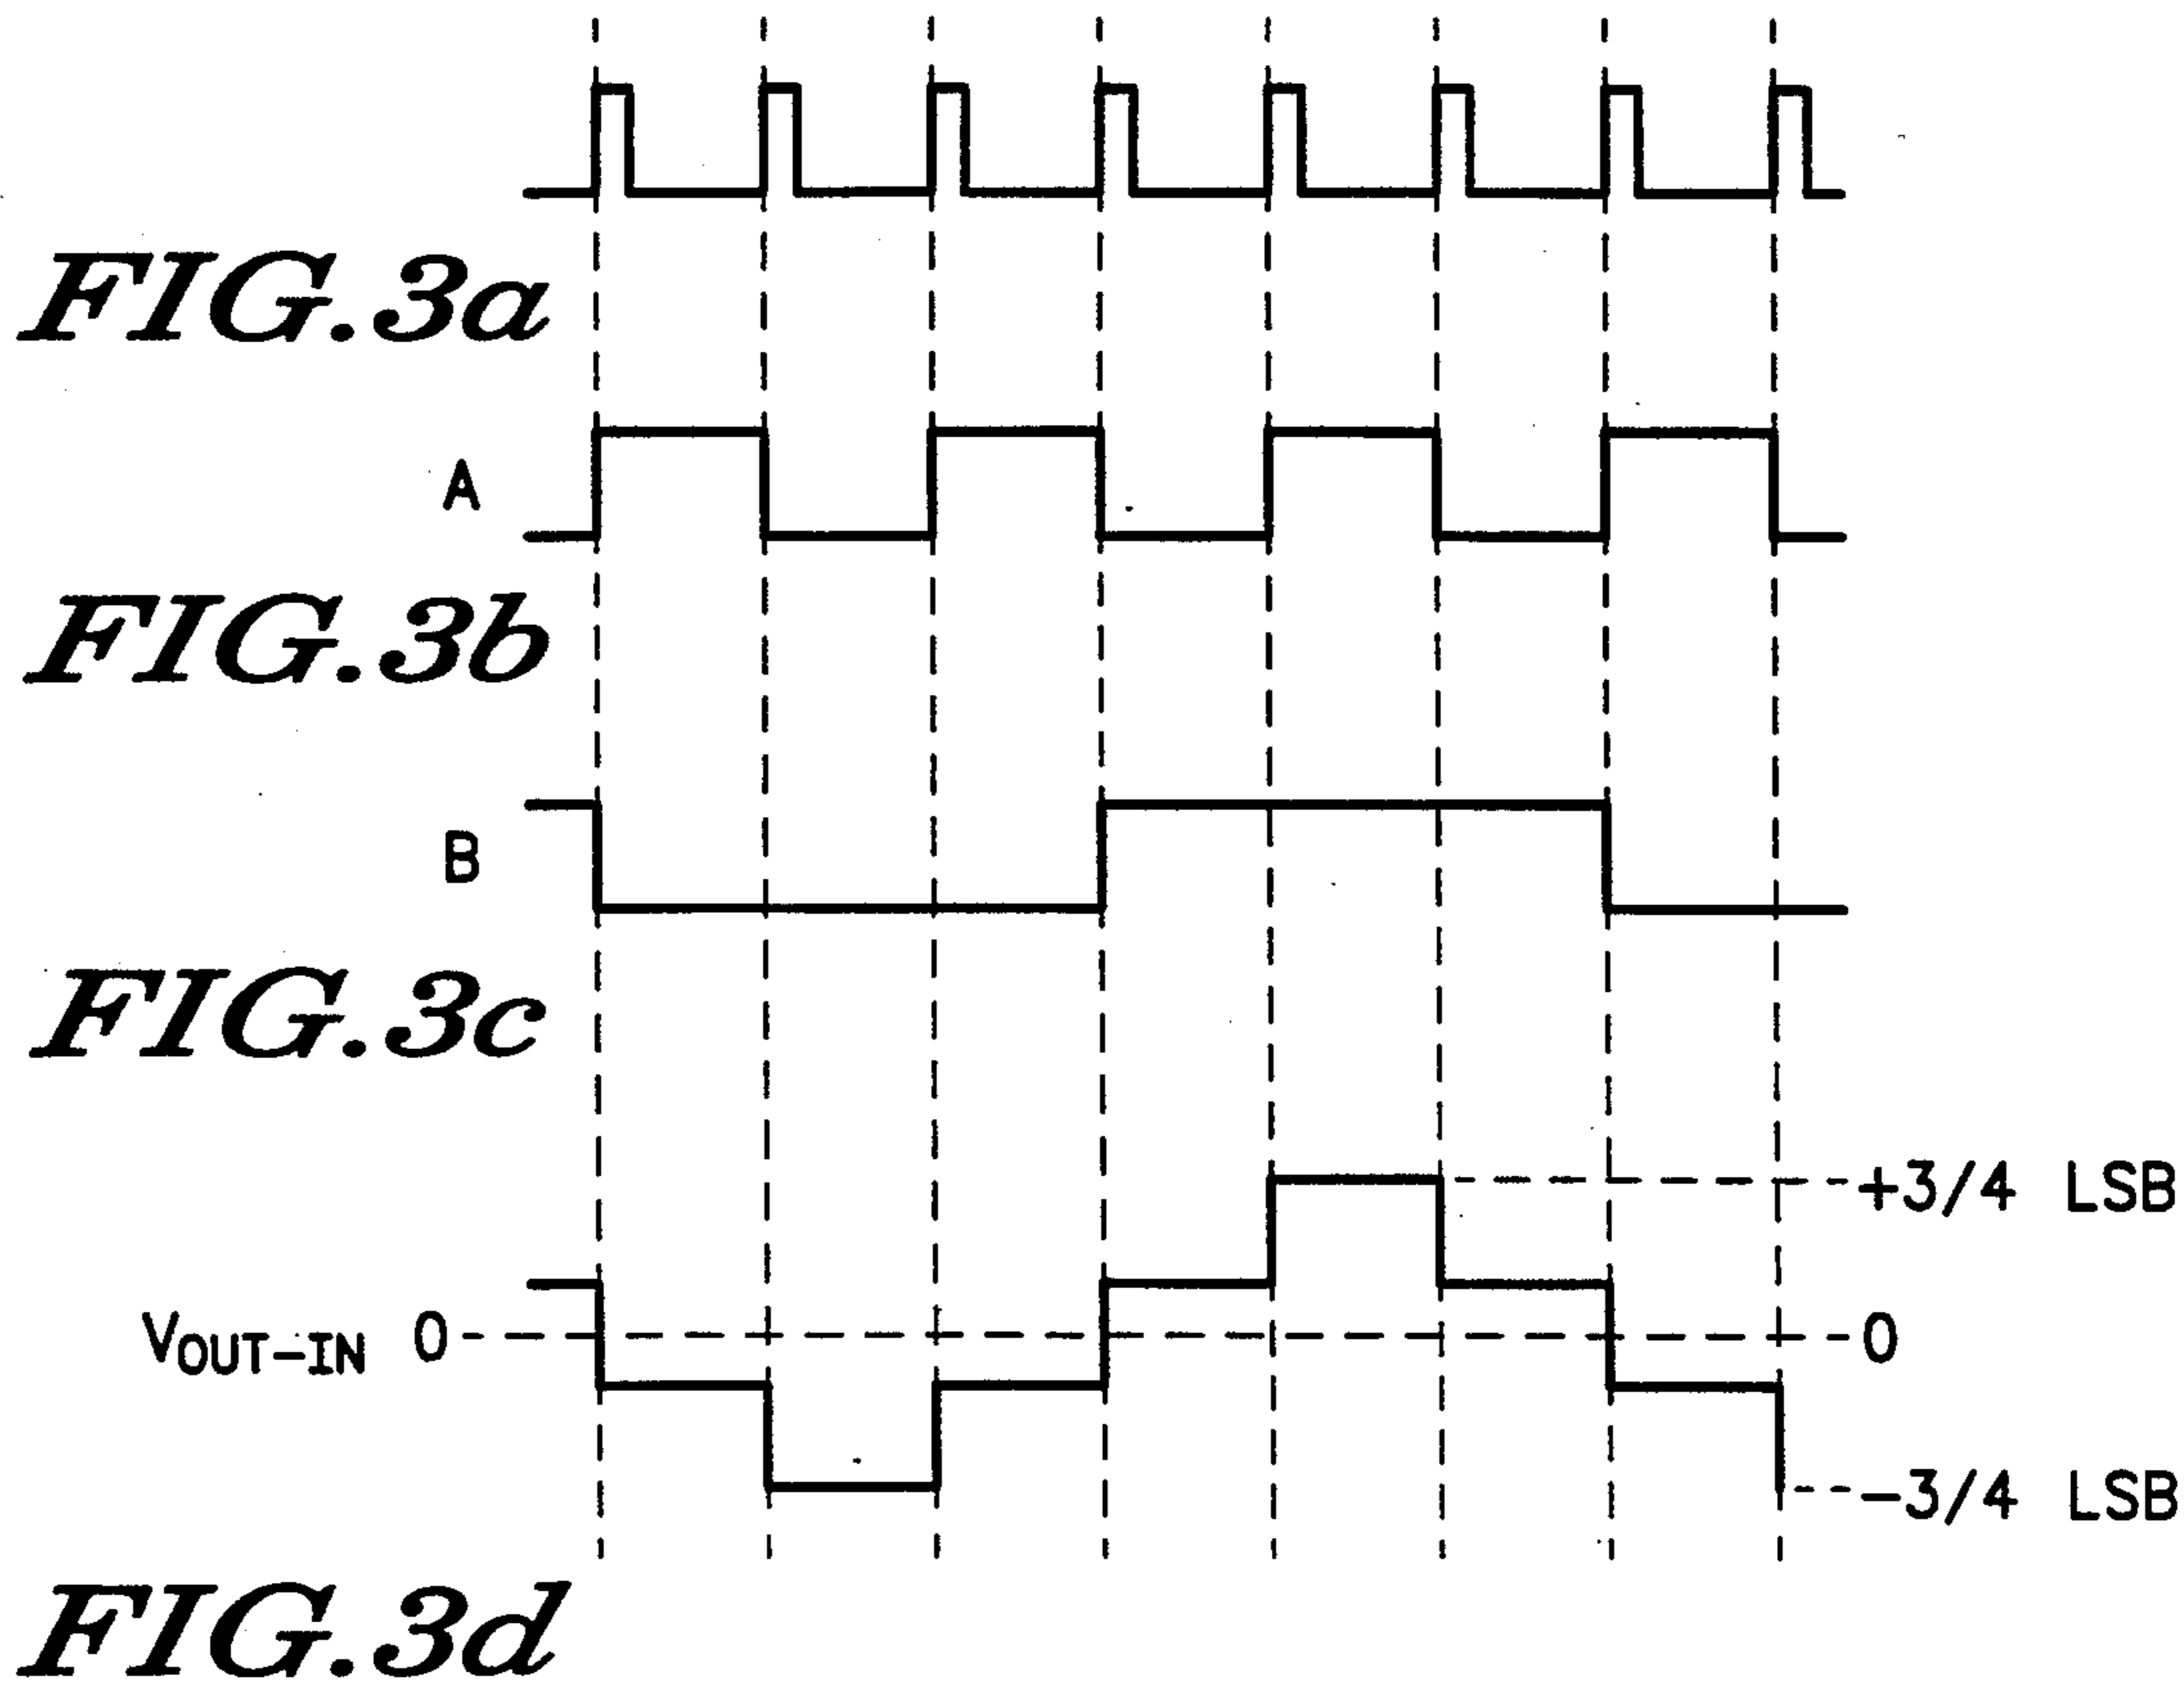 FIG.3a
A
FIG.3b
B
FIG.3c
+3/4 LSB
VOUT-IN 0 0
-3/4 LSB
FIG.3d